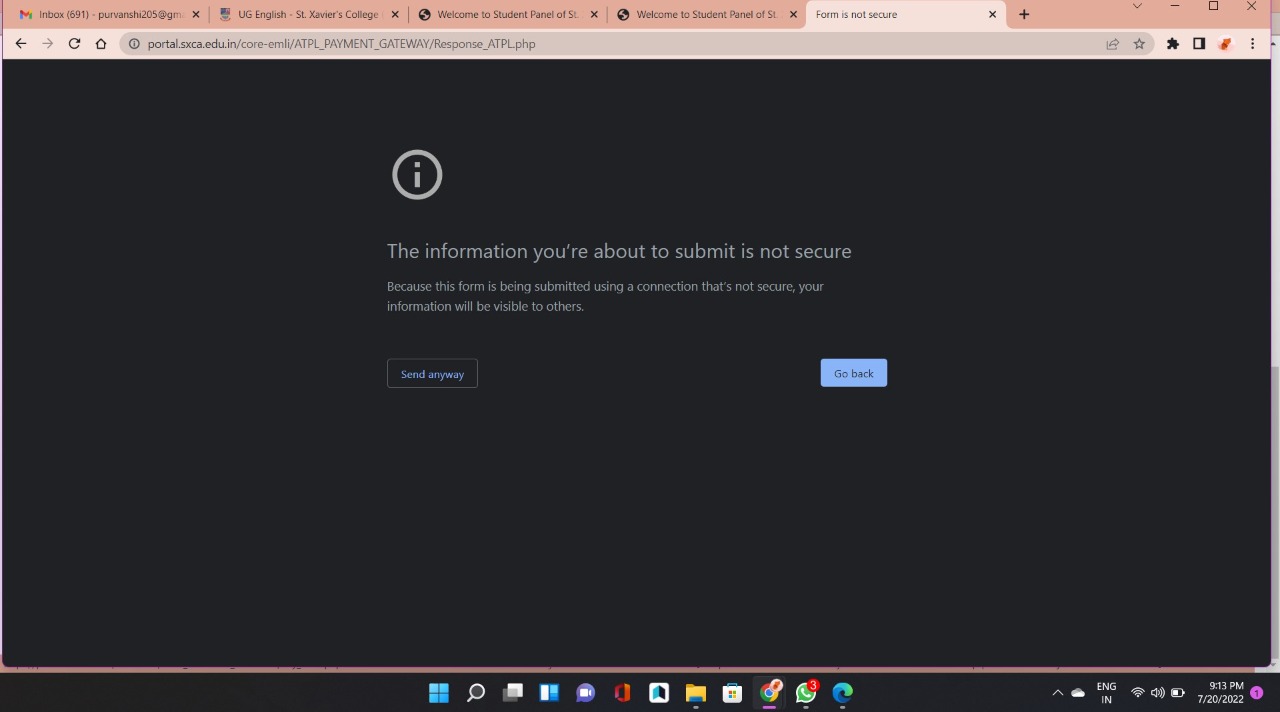 Inbox (691) - purvanshi205@gma
UG English - St. Xavier's College
Welcome to Student Panel of St.
Welcome to Student Panel of St.
Form is not secure
portal.sxca.edu.in/core-emli/ATPL_PAYMENT_GATEWAY/Response_ATPL.php
The information you're about to submit is not secure
Because this form is being submitted using a connection that's not secure, your
information will be visible to others.
Send anyway
Go back
3
ENG
IN
9:13 PM
7/20/2022
1